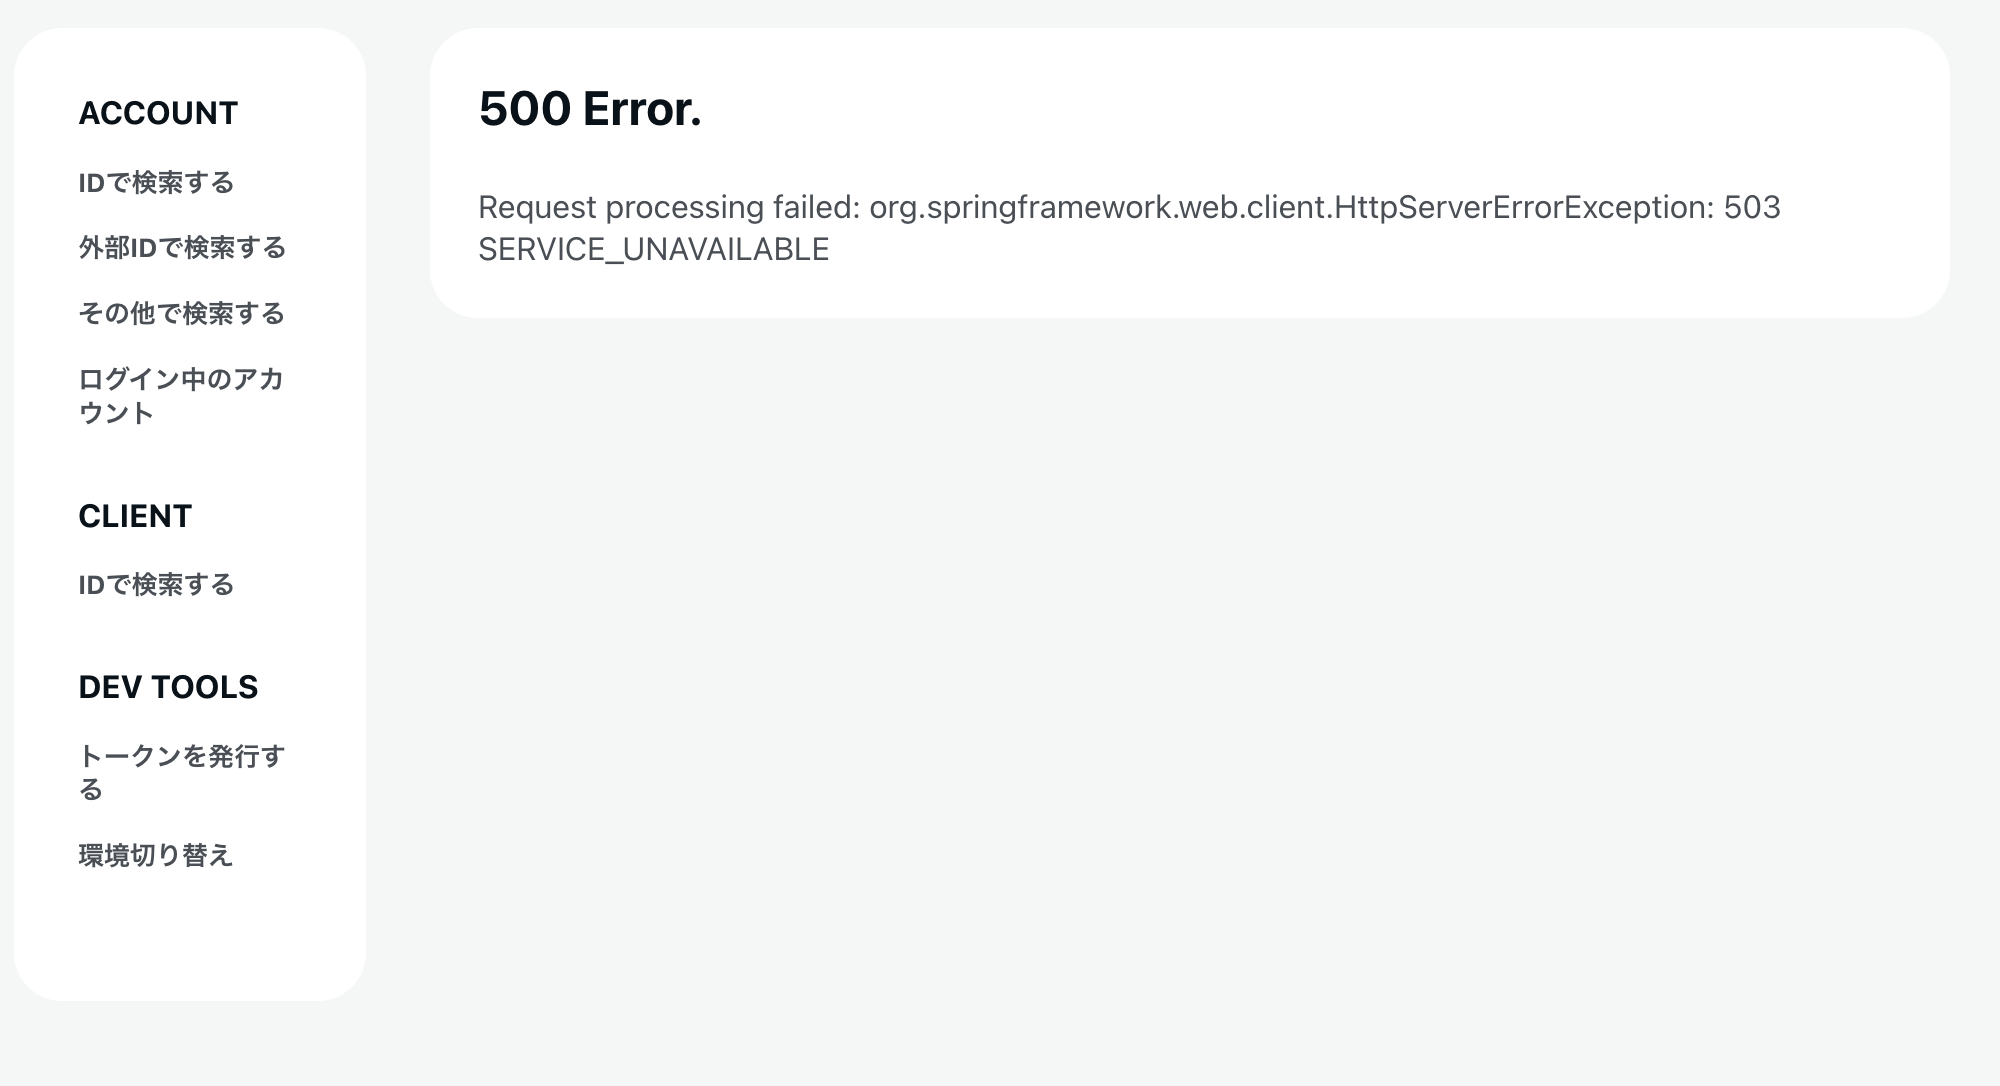 ACCOUNT
IDで検索する
外部IDで検索する
その他で検索する
ログイン中のアカ
ウント
CLIENT
IDで検索する
DEV TOOLS
トークンを発行す
る
環境切り替え
500 Error.
Request processing failed: org.springframework.web.client.HttpServerErrorException: 503
SERVICE_UNAVAILABLE